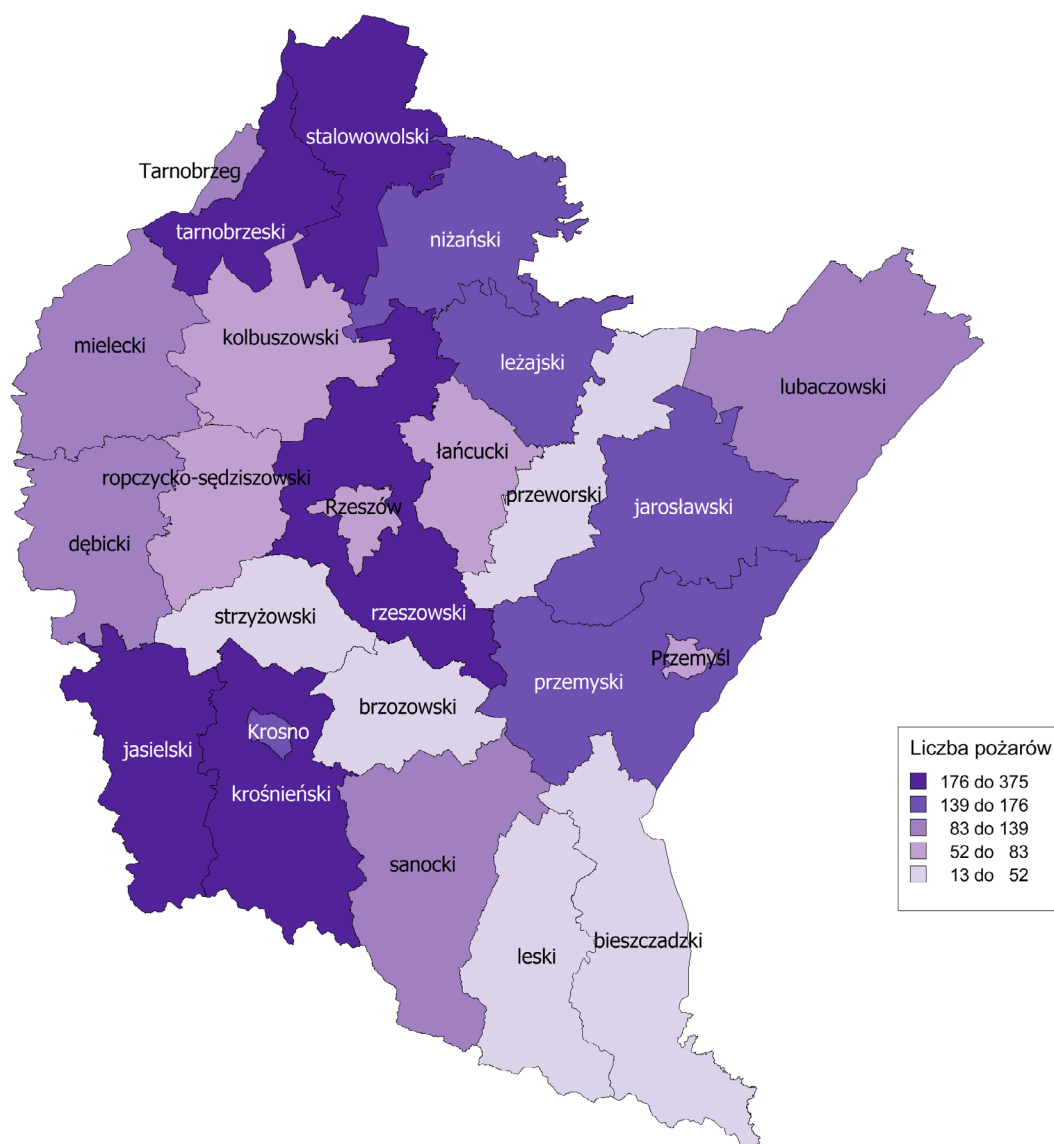 stalowowolski
Tarnobrzeg
tarnobrzeski
niżański
kolbuszowski
mielecki
leżajski
lubaczowski
łańcucki
ropczycko-sędziszowski
przeworski
Rzeszów
jarosławski
dębicki
rzeszowski
strzyżowski
Przemyśl
przemyski
brzozowski
Krosno
jasielski
krośnieński
Liczba pożarów
176 do 375
139 do 176
83 do 139
52 do 83
13 do 52
sanocki
bieszczadzki
leski